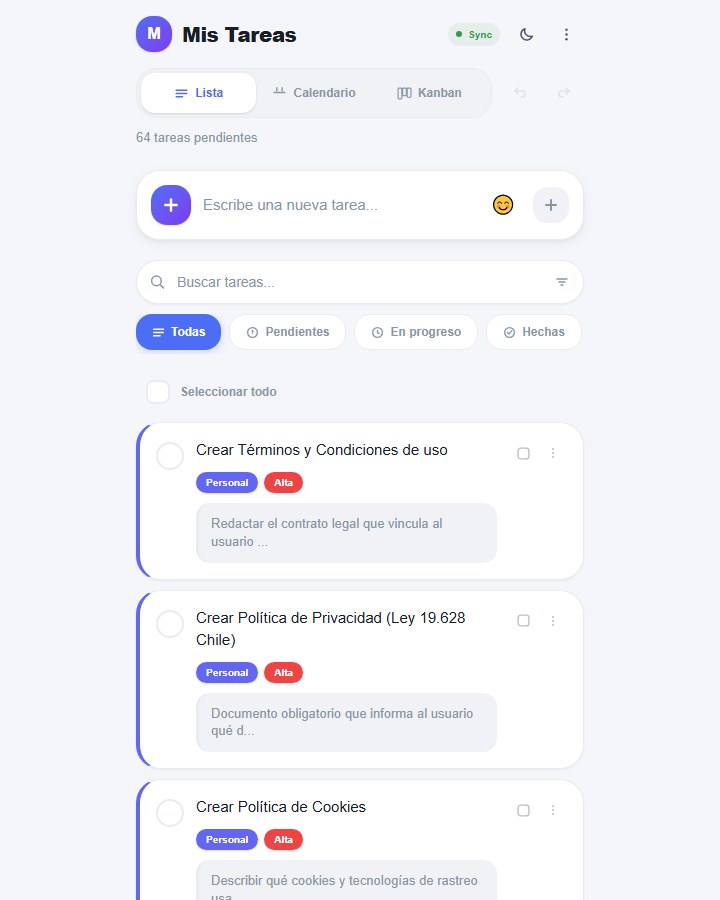 M Mis Tareas Sync
Lista Calendario Kanban
64 tareas pendientes
Escribe una nueva tarea...
Buscar tareas...
Todas Pendientes En progreso Hechas
Seleccionar todo
Crear Términos y Condiciones de uso
Personal Alta
Redactar el contrato legal que vincula al
usuario ...
Crear Política de Privacidad (Ley 19.628
Chile)
Personal Alta
Documento obligatorio que informa al usuario
qué d...
Crear Política de Cookies
Personal Alta
Describir qué cookies y tecnologías de rastreo
usa